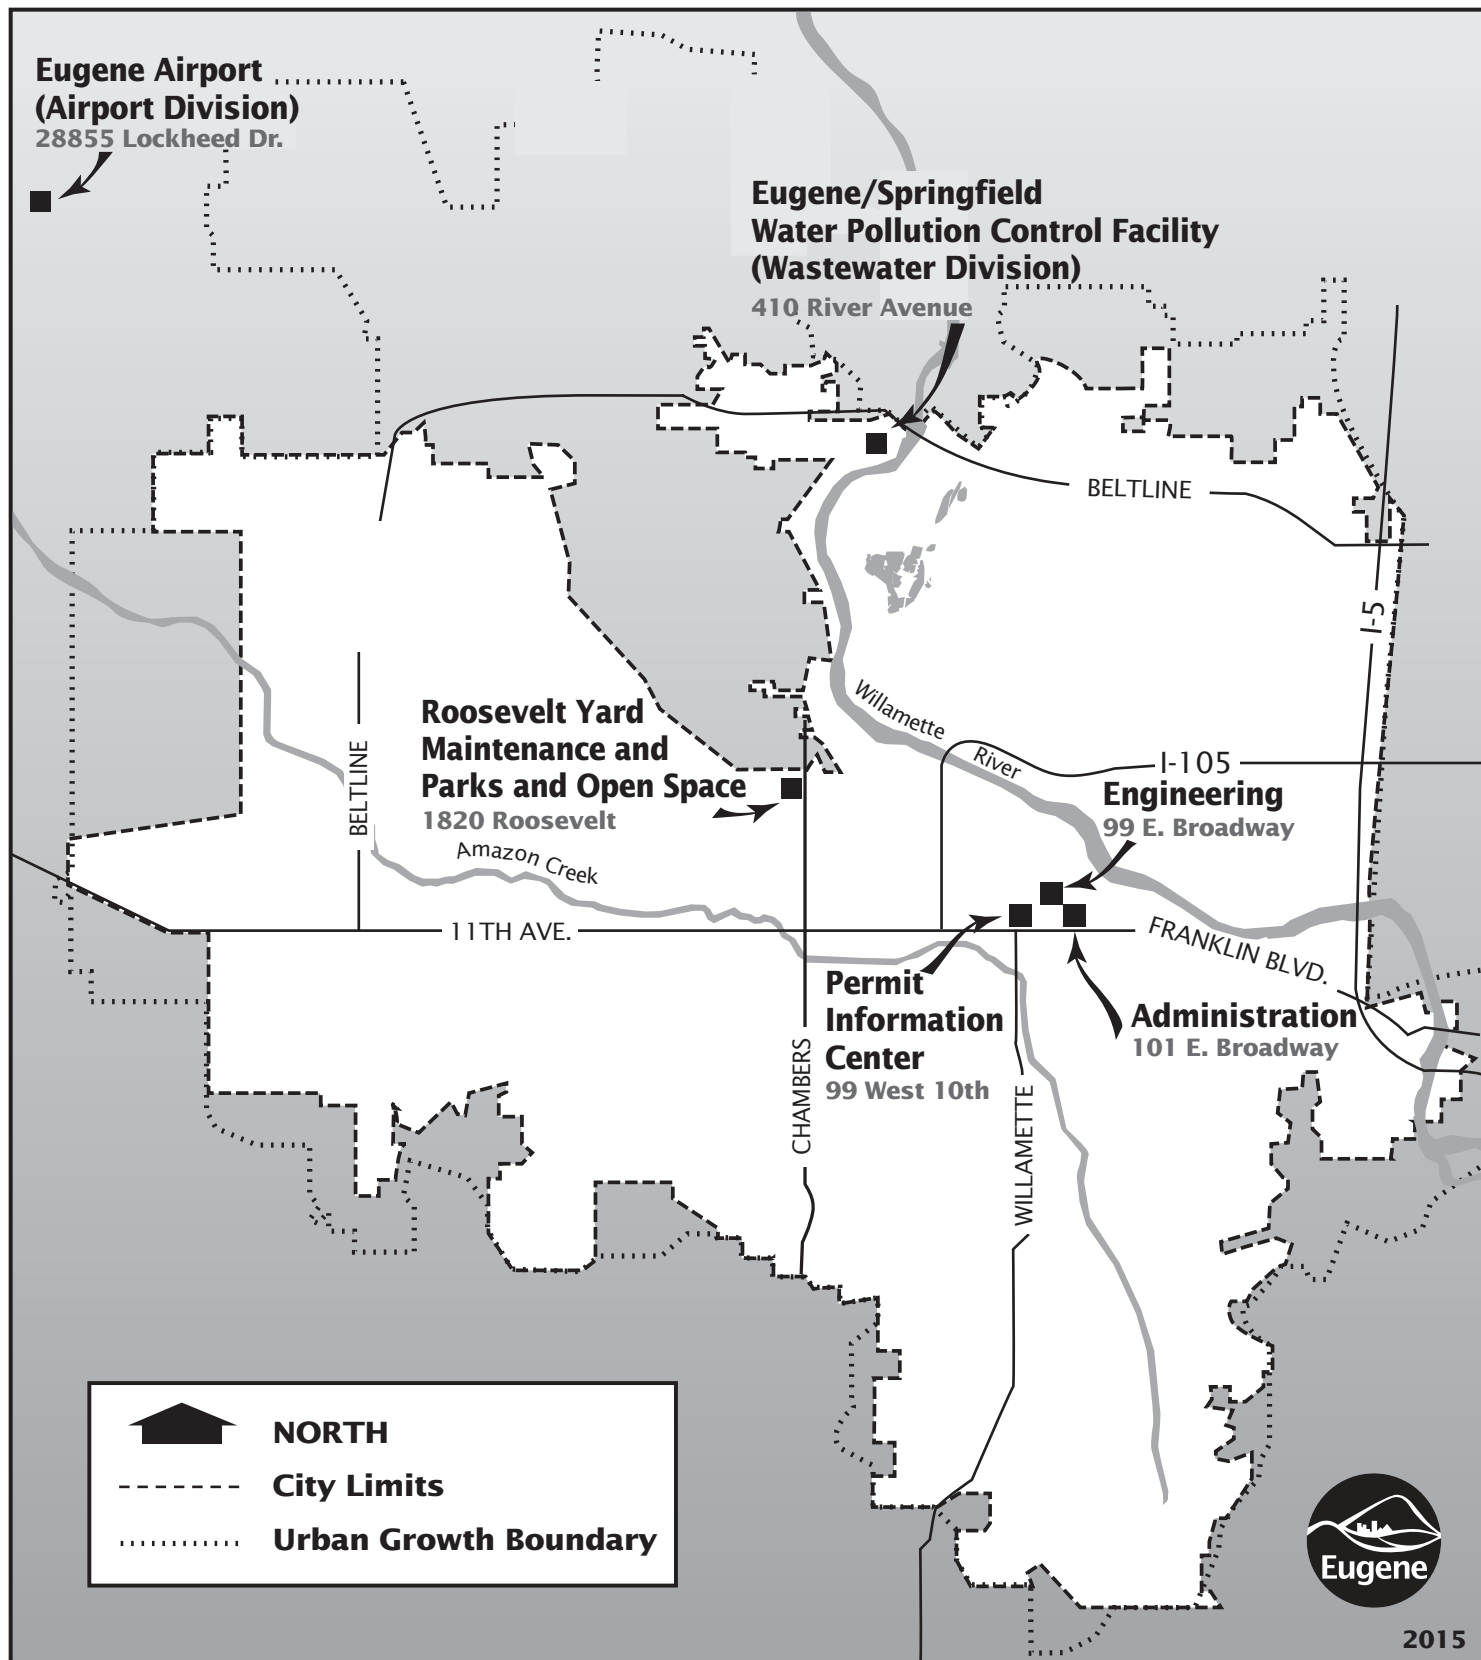 Eugene Airport
(Airport Division)
28855 Lockheed Dr.
Eugene/Springfield
Water Pollution Control Facility
(Wastewater Division)
410 River Avenue
BELTLINE
I-5
Willamette
River
Roosevelt Yard
Maintenance and
Parks and Open Space
1820 Roosevelt
BELTLINE
I-105
Engineering
99 E. Broadway
Amazon Creek
11TH AVE.
FRANKLIN BLVD.
Permit
Information
Center
99 West 10th
Administration
101 E. Broadway
CHAMBERS
WILLAMETTE
NORTH
City Limits
Urban Growth Boundary
Eugene
2015